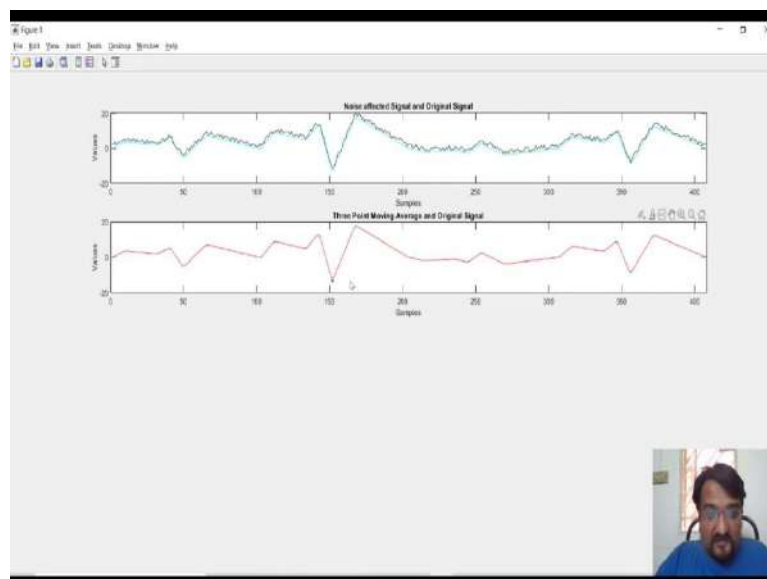 Figure 1
File Edit View Insert Tools Desktop Window Help
Noise affected Signal and Original Signal
20
0
-20
Values
0 50 100 150 200 250 300 350 400
Samples
Three Point Moving Average and Original Signal
20
0
-20
Values
0 50 100 150 200 250 300 350 400
Samples